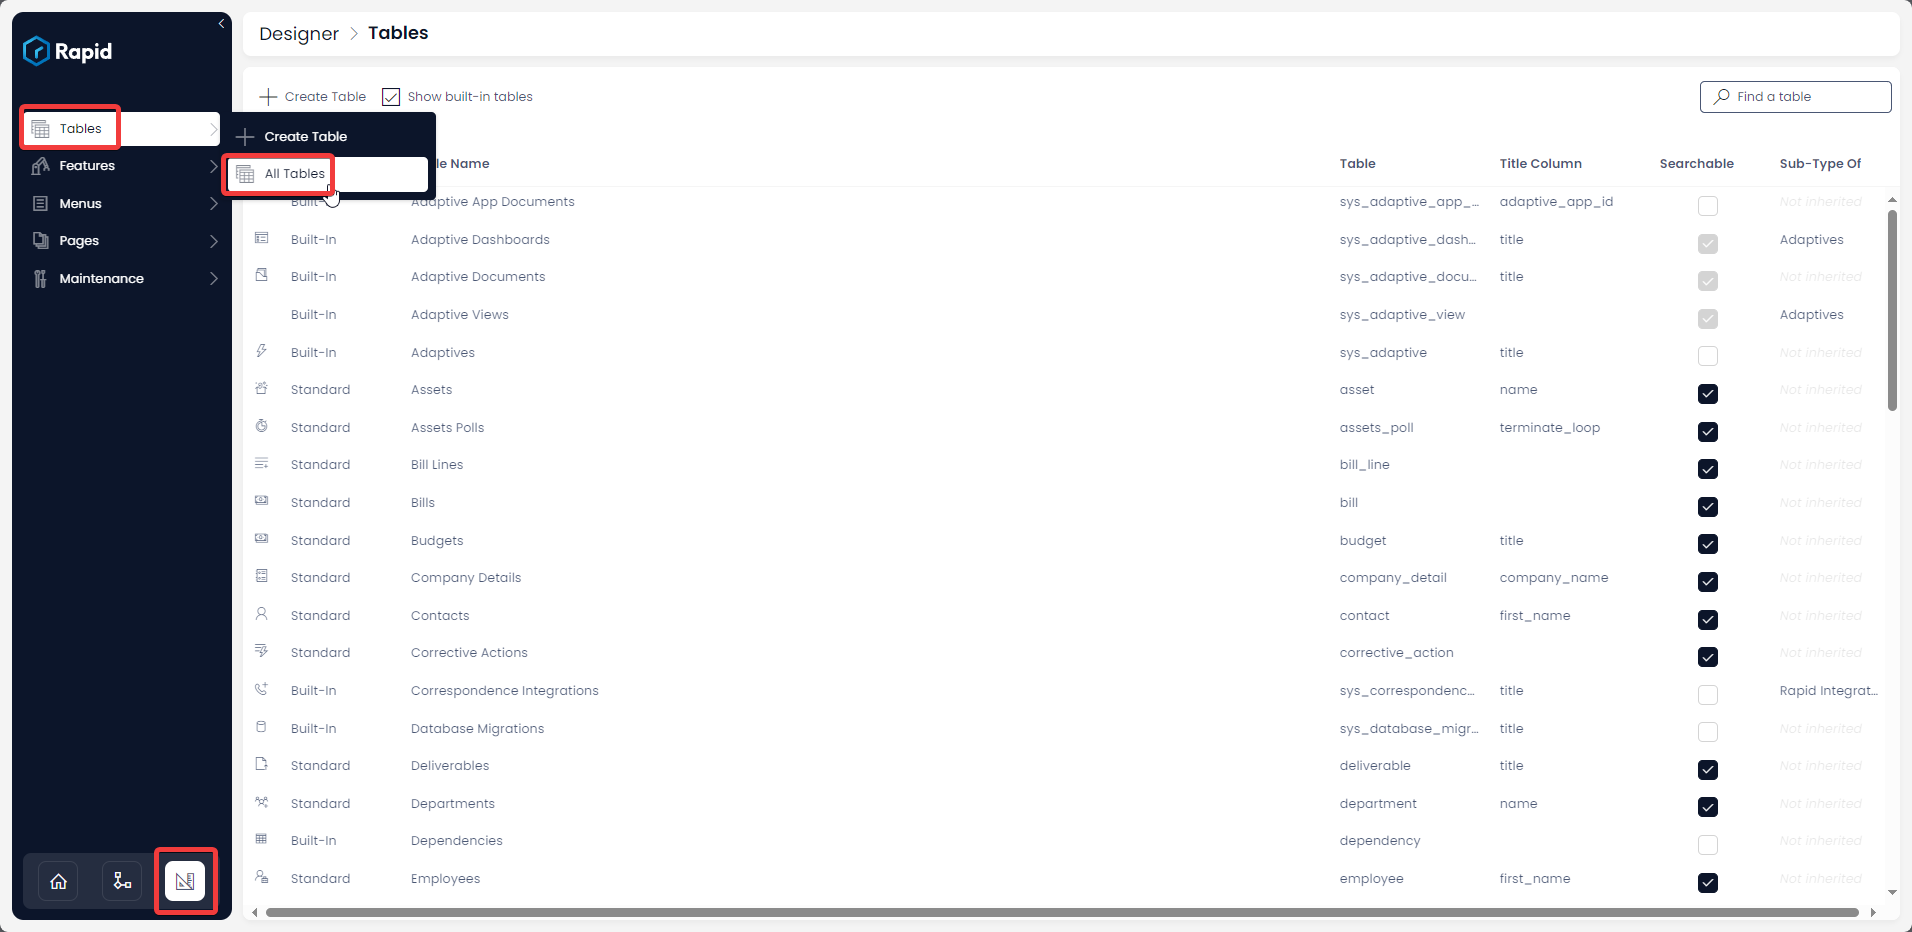 Rapid
Designer > Tables
Create Table Show built-in tables Find a table
Tables
Features
Menus
Pages
Maintenance
Create Table
All Tables
le Name Table Title Column Searchable Sub-Type Of
Built-In Adaptive App Documents sys_adaptive_app_... adaptive_app_id Not inherited
Built-In Adaptive Dashboards sys_adaptive_dash... title Adaptives
Built-In Adaptive Documents sys_adaptive_docu... title Not inherited
Built-In Adaptive Views sys_adaptive_view Adaptives
Built-In Adaptives sys_adaptive title Not inherited
Standard Assets asset name Not inherited
Standard Assets Polls assets_poll terminate_loop Not inherited
Standard Bill Lines bill_line Not inherited
Standard Bills bill Not inherited
Standard Budgets budget title Not inherited
Standard Company Details company_detail company_name Not inherited
Standard Contacts contact first_name Not inherited
Standard Corrective Actions corrective_action Not inherited
Built-In Correspondence Integrations sys_correspondenc... title Rapid Integrat...
Built-In Database Migrations sys_database_migr... title Not inherited
Standard Deliverables deliverable title Not inherited
Standard Departments department name Not inherited
Built-In Dependencies dependency Not inherited
Standard Employees employee first_name Not inherited